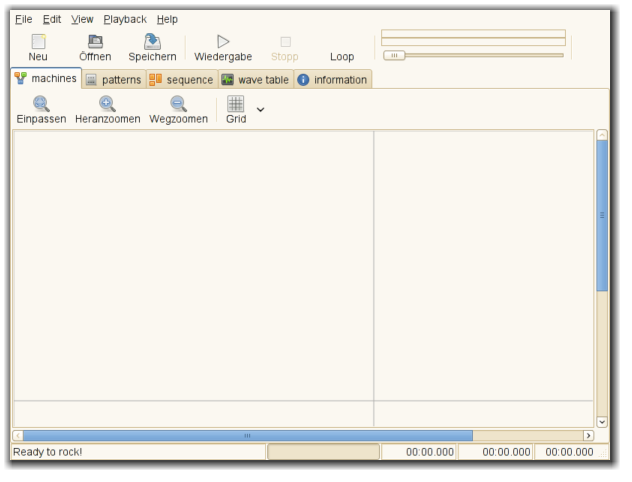 File Edit View Playback Help
Neu Öffnen Speichern Wiedergabe Stopp Loop
machines patterns sequence wave table information
Einpassen Heranzoomen Wegzoomen Grid
Ready to rock! 00:00.000 00:00.000 00:00.000